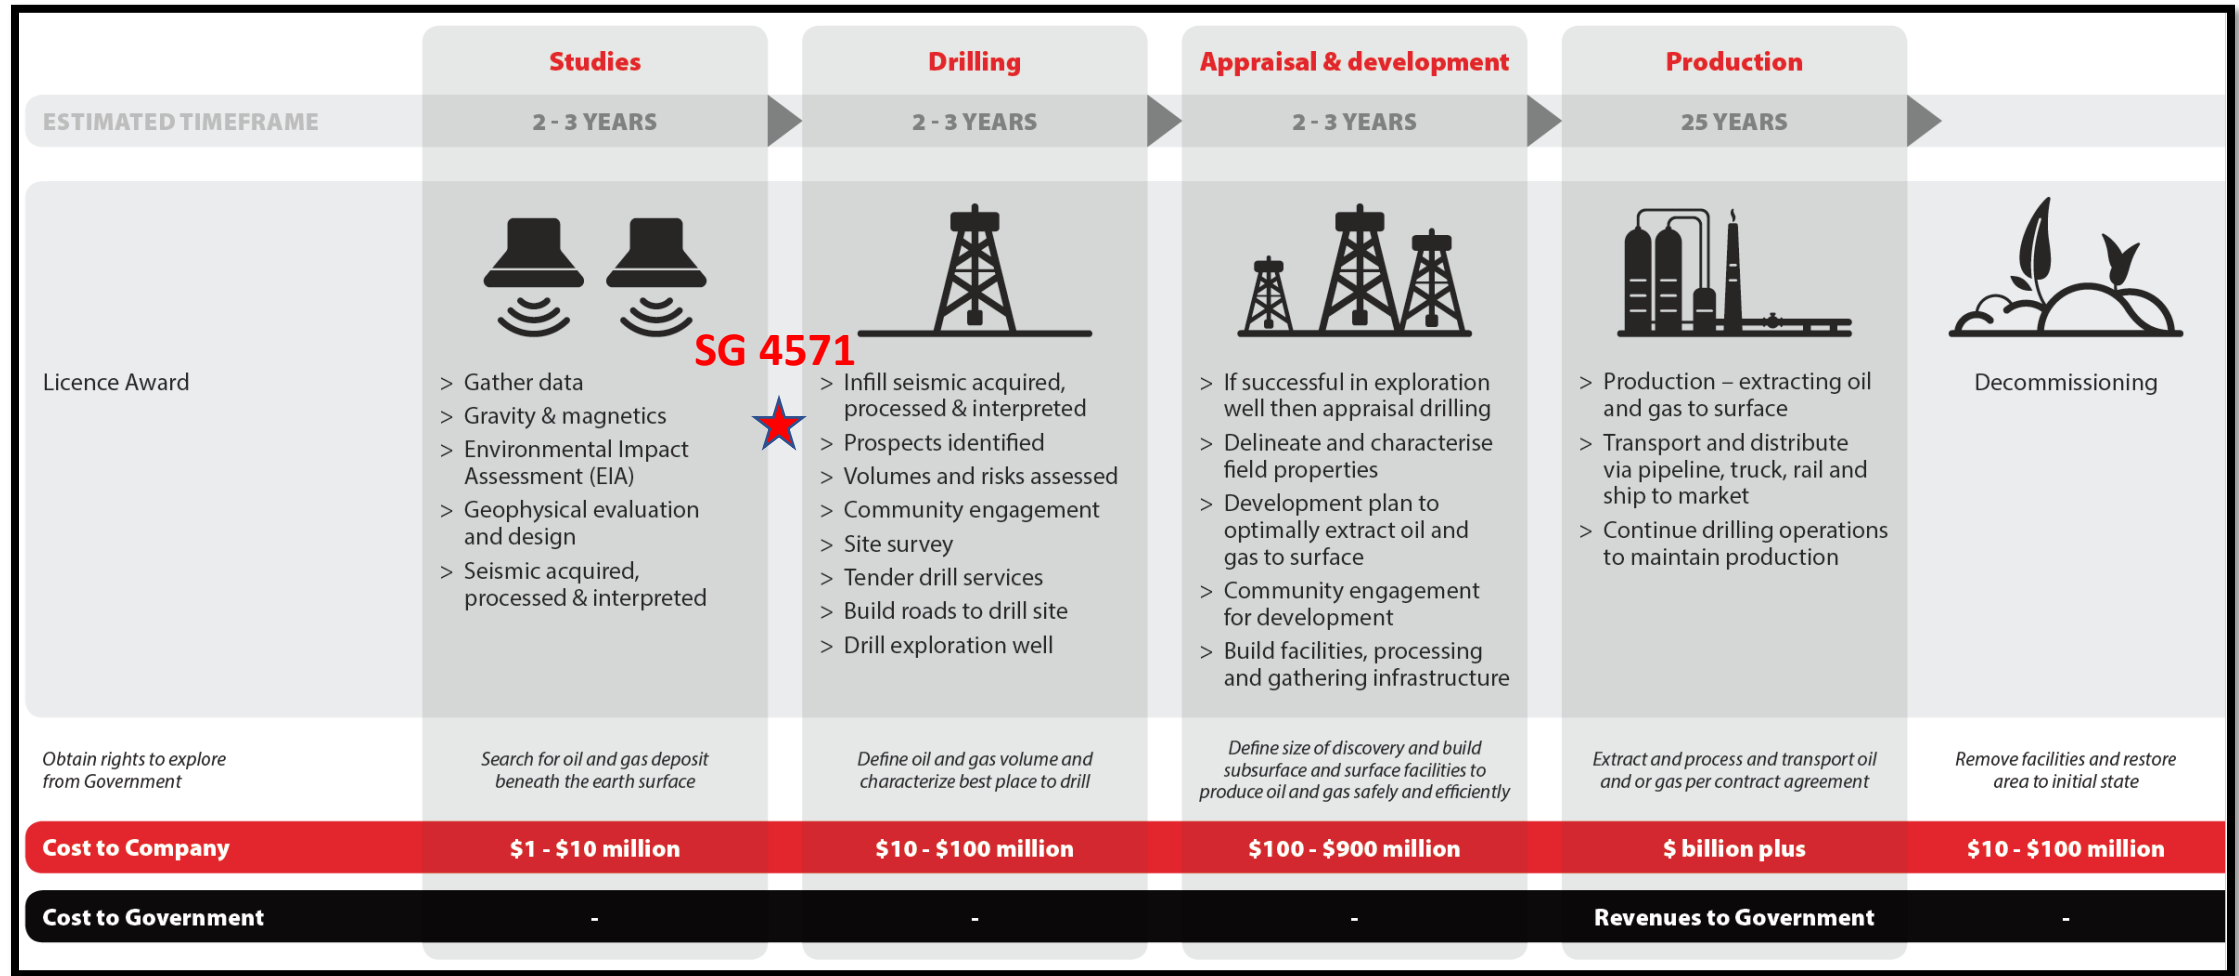 Studies
Drilling
Appraisal & development
Production
ESTIMATED TIMEFRAME
2 - 3 YEARS
2 - 3 YEARS
2 - 3 YEARS
25 YEARS
SG 4571
Licence Award
> Gather data
> Gravity & magnetics
> Environmental Impact
Assessment (EIA)
> Geophysical evaluation
and design
> Seismic acquired,
processed & interpreted
> Infill seismic acquired,
processed & interpreted
> Prospects identified
> Volumes and risks assessed
> Community engagement
> Site survey
> Tender drill services
> Build roads to drill site
> Drill exploration well
> If successful in exploration
well then appraisal drilling
> Delineate and characterise
field properties
> Development plan to
optimally extract oil and
gas to surface
> Community engagement
for development
> Build facilities, processing
and gathering infrastructure
> Production – extracting oil
and gas to surface
> Transport and distribute
via pipeline, truck, rail and
ship to market
> Continue drilling operations
to maintain production
Decommissioning
Obtain rights to explore
from Government
Search for oil and gas deposit
beneath the earth surface
Define oil and gas volume and
characterize best place to drill
Define size of discovery and build
subsurface and surface facilities to
produce oil and gas safely and efficiently
Extract and process and transport oil
and or gas per contract agreement
Remove facilities and restore
area to initial state
Cost to Company
$1 - $10 million
$10 - $100 million
$100 - $900 million
$ billion plus
$10 - $100 million
Cost to Government
-
-
-
Revenues to Government
-